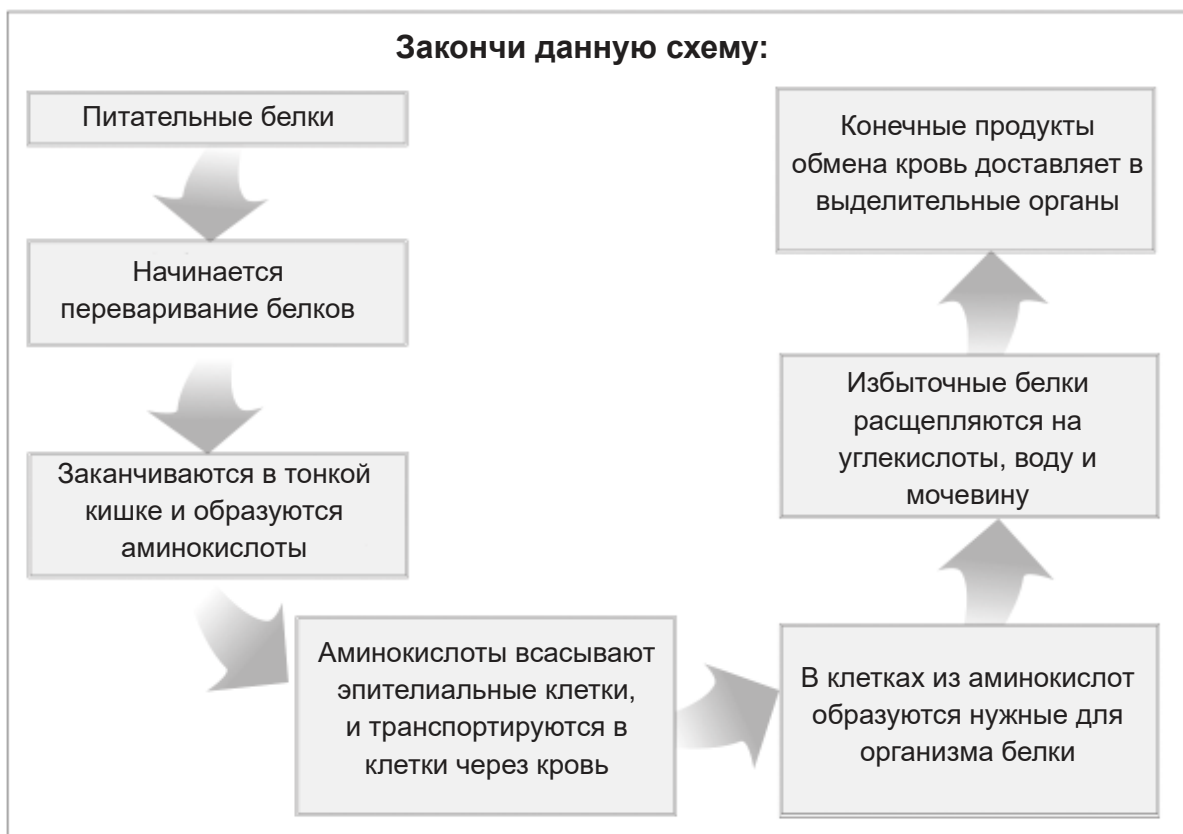 Закончи данную схему:
Питательные белки
Начинается
переваривание белков
Заканчиваются в тонкой
кишке и образуются
аминокислоты
Аминокислоты всасывают
эпителиальные клетки,
и транспортируются в
клетки через кровь
В клетках из аминокислот
образуются нужные для
организма белки
Избыточные белки
расщепляются на
углекислоты, воду и
мочевину
Конечные продукты
обмена кровь доставляет в
выделительные органы